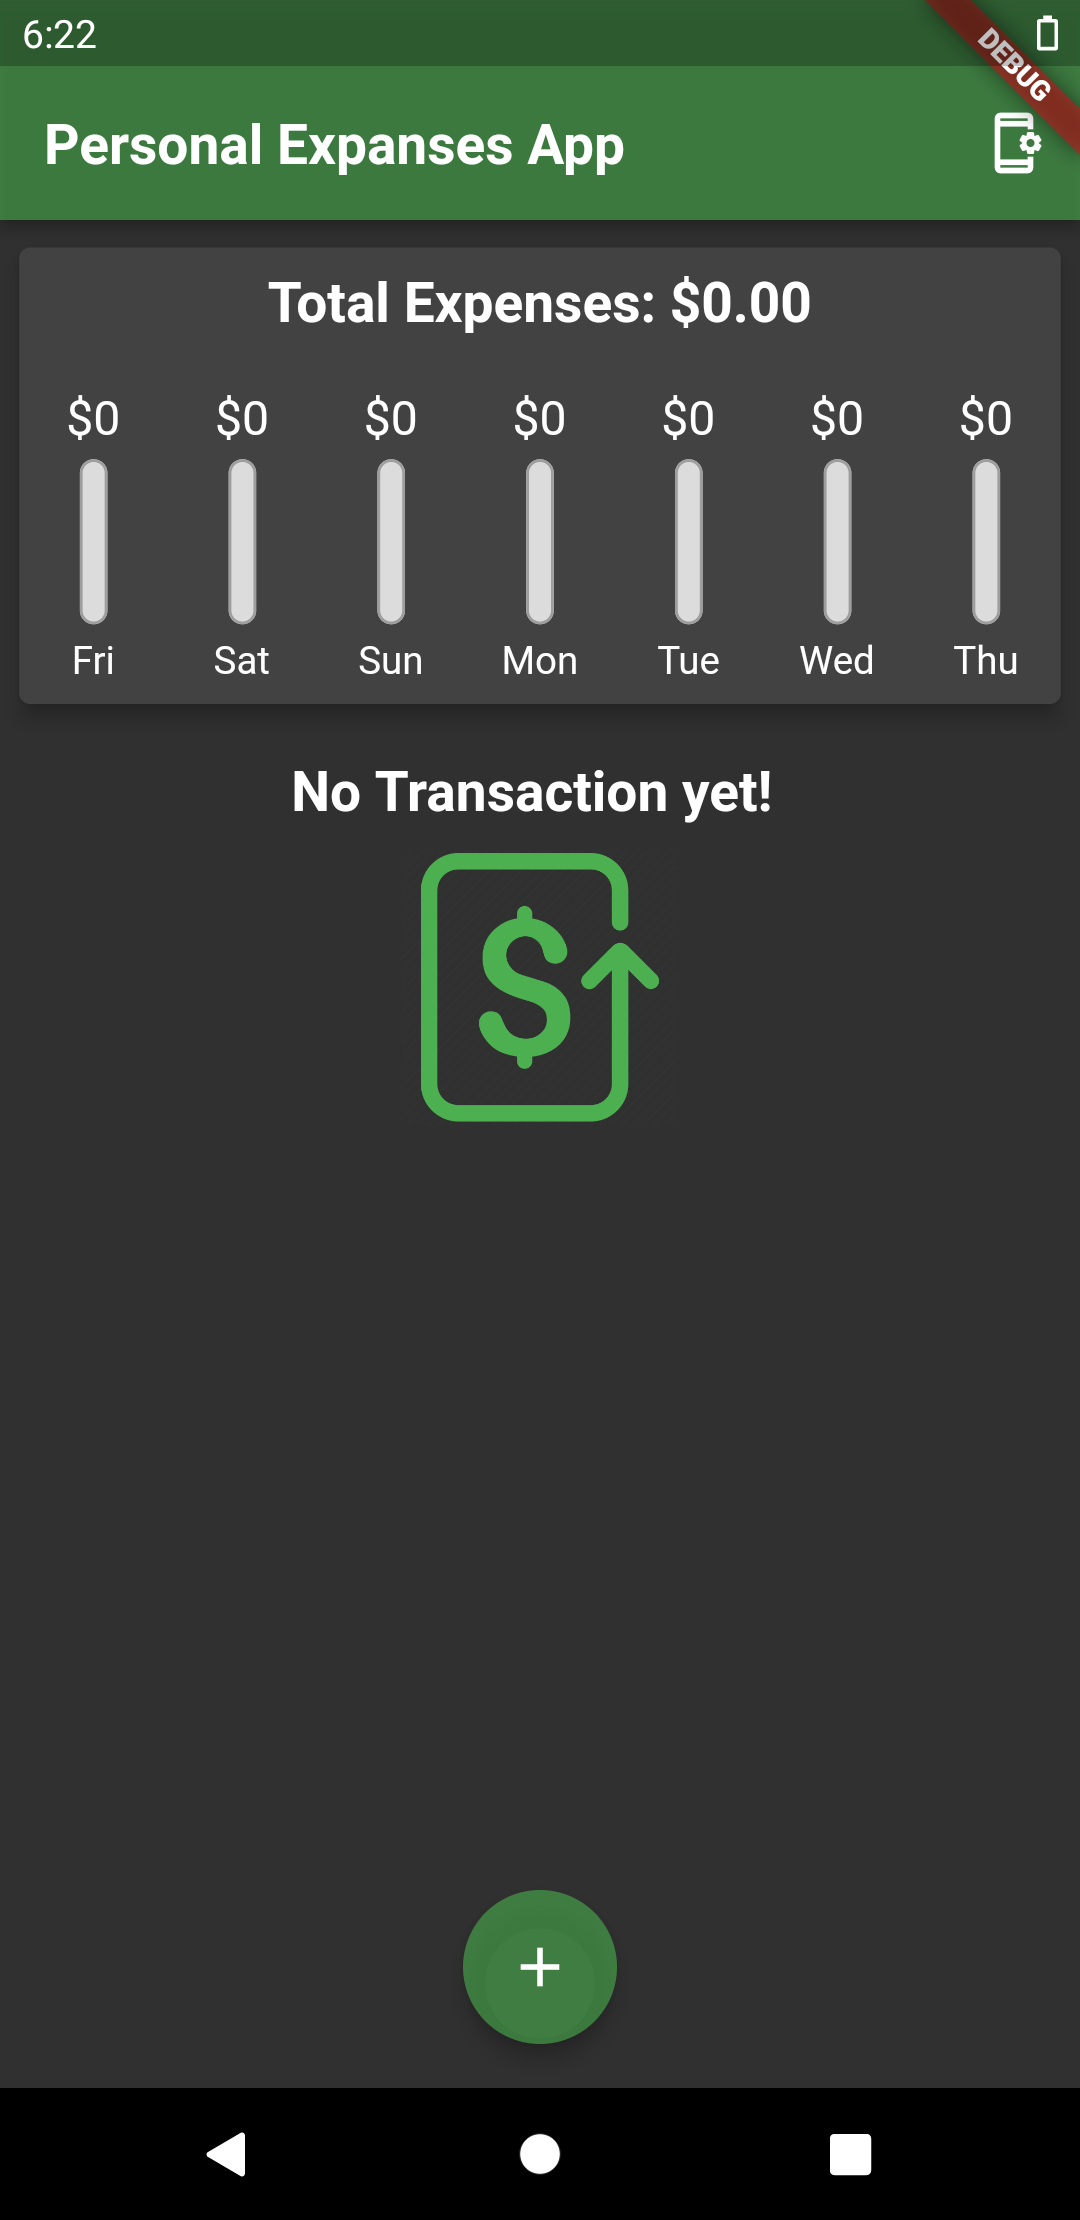 6:22
DEBUG
Personal Expanses App
Total Expenses: $0.00
$0 $0 $0 $0 $0 $0 $0
Fri Sat Sun Mon Tue Wed Thu
No Transaction yet!
$
+